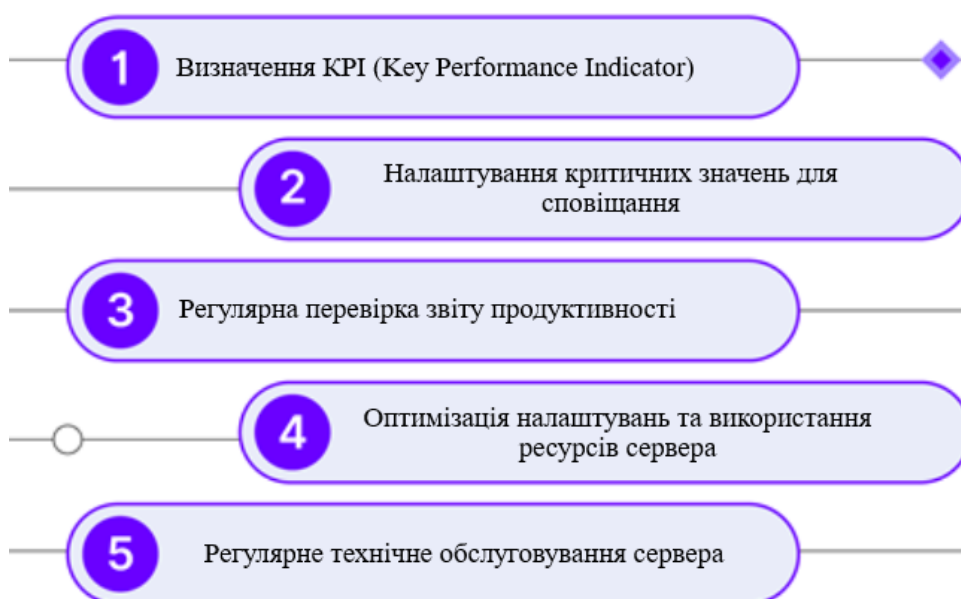 1
Визначення KPI (Key Performance Indicator)
2
Налаштування критичних значень для
сповіщання
3
Регулярна перевірка звіту продуктивності
4
Оптимізація налаштувань та використання
ресурсів сервера
5
Регулярне технічне обслуговування сервера